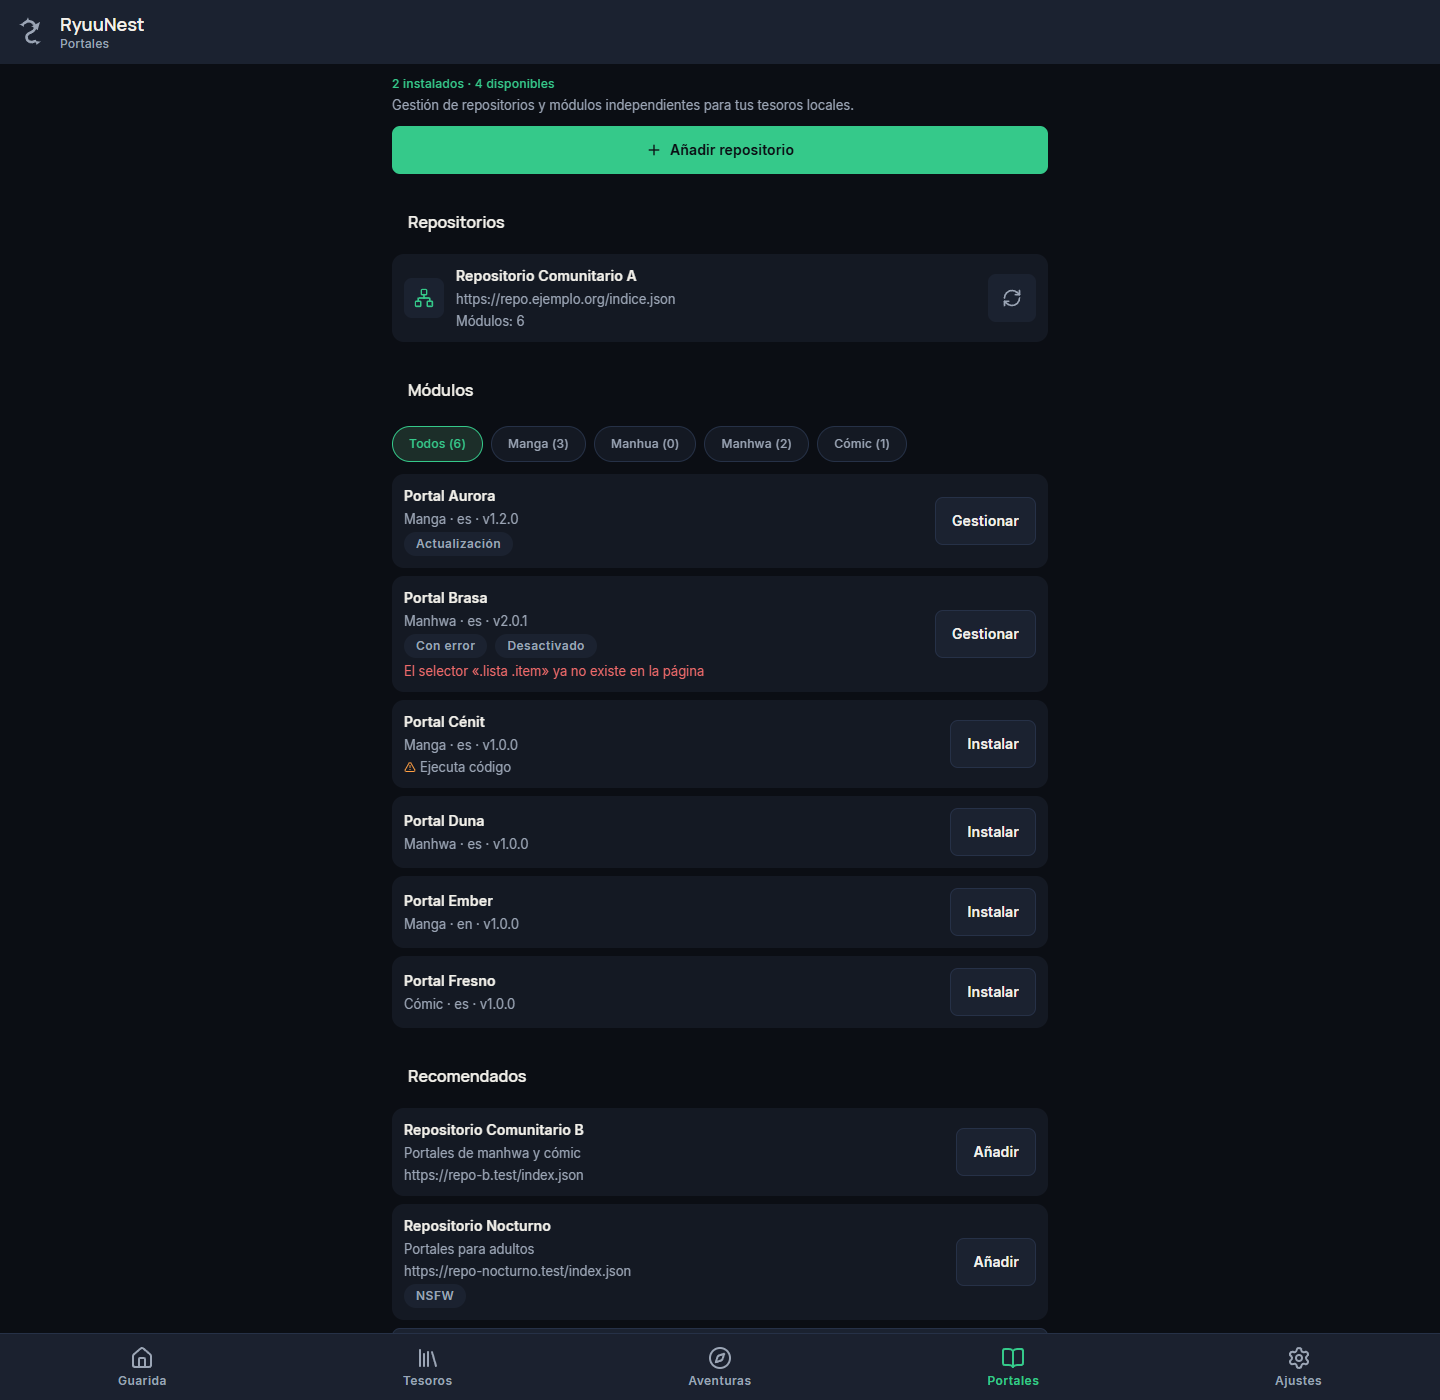 RyuuNest
Portales
2 instalados · 4 disponibles
Gestión de repositorios y módulos independientes para tus tesoros locales.
Añadir repositorio
Repositorios
Repositorio Comunitario A
https://repo.ejemplo.org/indice.json
Módulos: 6
Módulos
Todos (6)
Manga (3)
Manhua (0)
Manhwa (2)
Cómic (1)
Portal Aurora
Manga · es · v1.2.0
Actualización
Gestionar
Portal Brasa
Manhwa · es · v2.0.1
Con error
Desactivado
El selector «.lista .item» ya no existe en la página
Gestionar
Portal Cénit
Manga · es · v1.0.0
Ejecuta código
Instalar
Portal Duna
Manhwa · es · v1.0.0
Instalar
Portal Ember
Manga · en · v1.0.0
Instalar
Portal Fresno
Cómic · es · v1.0.0
Instalar
Recomendados
Repositorio Comunitario B
Portales de manhwa y cómic
https://repo-b.test/index.json
Añadir
Repositorio Nocturno
Portales para adultos
https://repo-nocturno.test/index.json
NSFW
Añadir
Guarida
Tesoros
Aventuras
Portales
Ajustes